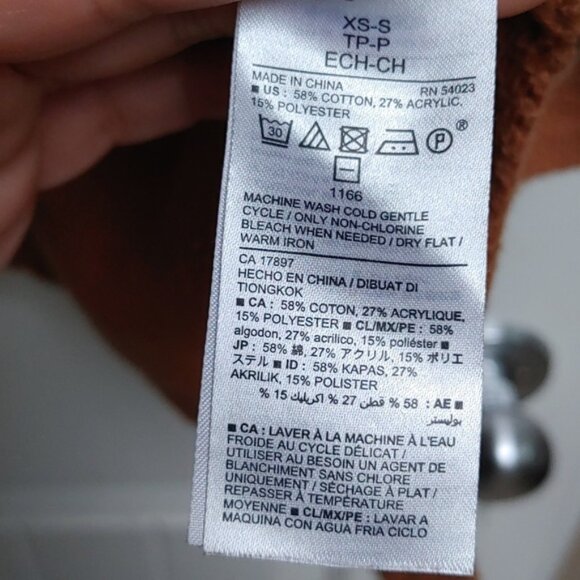 XS-S
TP-P
ECH-CH
MADE IN CHINA RN 54023
■ US : 58% COTTON, 27% ACRYLIC,
15% POLYESTER
30 P ®
1166
MACHINE WASH COLD GENTLE
CYCLE / ONLY NON-CHLORINE
BLEACH WHEN NEEDED / DRY FLAT /
WARM IRON
CA 17897
HECHO EN CHINA / DIBUAT DI
TIONGKOK
■ CA : 58% COTON, 27% ACRYLIQUE,
15% POLYESTER ■ CL/MX/PE : 58%
algodon, 27% acrilico, 15% poliéster ■
JP : 58% 綿, 27% アクリル, 15% ポリエ
ステル ■ ID : 58% KAPAS, 27%
AKRILIK, 15% POLISTER
■ AE : 58 % قطن 27 % اكريليك 15 %
بوليستر
■ CA : LAVER À LA MACHINE À L'EAU
FROIDE AU CYCLE DÉLICAT /
UTILISER AU BESOIN UN AGENT DE
BLANCHIMENT SANS CHLORE
UNIQUEMENT / SÉCHAGE À PLAT /
REPASSER À TEMPÉRATURE
MOYENNE ■ CL/MX/PE : LAVAR A
MAQUINA CON AGUA FRIA CICLO